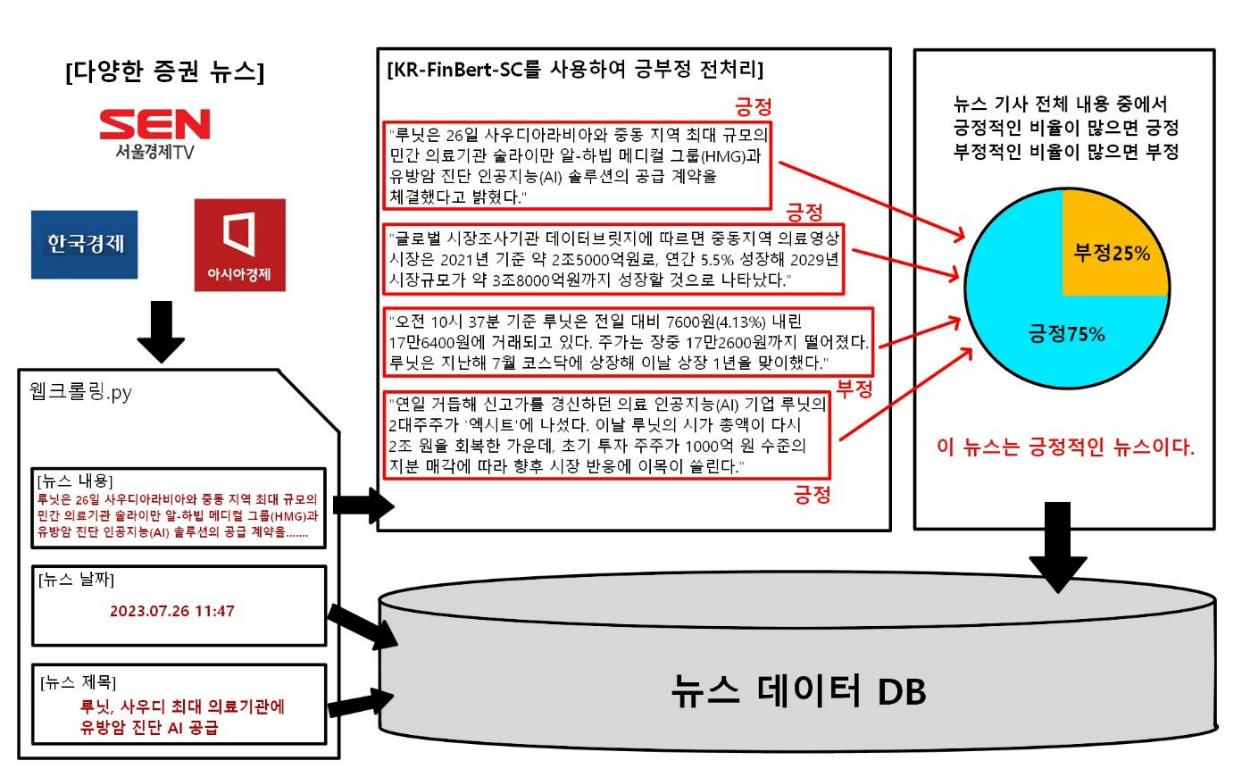 [다양한 증권 뉴스]
SEN
서울경제TV
한국경제
아시아경제
웹크롤링.py
[뉴스 내용]
루닛은 26일 사우디아라비아와 중동 지역 최대 규모의
민간 의료기관 술라이만 알-하빕 메디컬 그룹(HMG)과
유방암 진단 인공지능(AI) 솔루션의 공급 계약을.......
[뉴스 날짜]
2023.07.26 11:47
[뉴스 제목]
루닛, 사우디 최대 의료기관에
유방암 진단 AI 공급
[KR-FinBert-SC를 사용하여 긍부정 전처리]
긍정
"루닛은 26일 사우디아라비아와 중동 지역 최대 규모의
민간 의료기관 술라이만 알-하빕 메디컬 그룹(HMG)과
유방암 진단 인공지능(AI) 솔루션의 공급 계약을
체결했다고 밝혔다."
긍정
"글로벌 시장조사기관 데이터브릿지에 따르면 중동지역 의료영상
시장은 2021년 기준 약 2조5000억원로, 연간 5.5% 성장해 2029년
시장규모가 약 3조8000억원까지 성장할 것으로 나타났다."
"오전 10시 37분 기준 루닛은 전일 대비 7600원(4.13%) 내린
17만6400원에 거래되고 있다. 주가는 장중 17만2600원까지 떨어졌다.
루닛은 지난해 7월 코스닥에 상장해 이날 상장 1년을 맞이했다."
부정
"연일 거듭해 신고가를 경신하던 의료 인공지능(AI) 기업 루닛의
2대주주가 '엑시트'에 나섰다. 이날 루닛의 시가 총액이 다시
2조 원을 회복한 가운데, 초기 투자 주주가 1000억 원 수준의
지분 매각에 따라 향후 시장 반응에 이목이 쏠린다."
긍정
뉴스 기사 전체 내용 중에서
긍정적인 비율이 많으면 긍정
부정적인 비율이 많으면 부정
부정25%
긍정75%
이 뉴스는 긍정적인 뉴스이다.
뉴스 데이터 DB